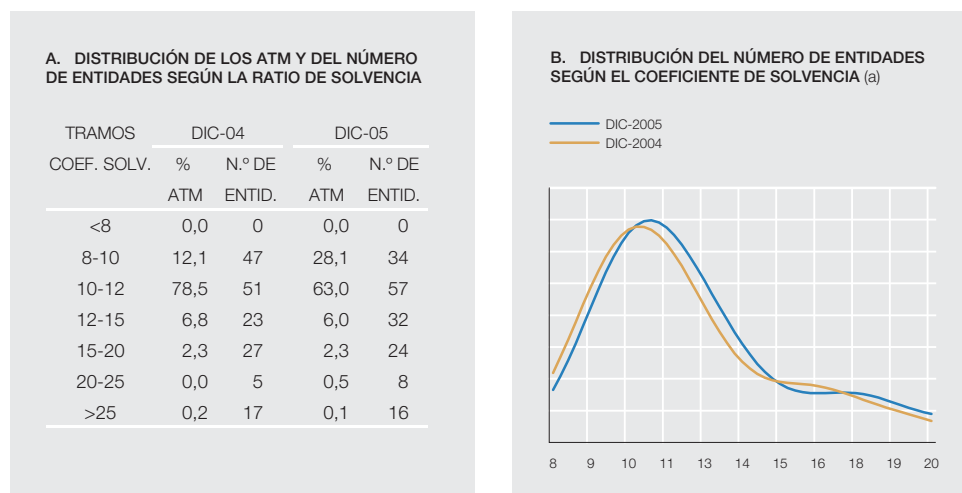 A. DISTRIBUCIÓN DE LOS ATM Y DEL NÚMERO
DE ENTIDADES SEGÚN LA RATIO DE SOLVENCIA
TRAMOS DIC-04 DIC-05
COEF. SOLV. % N.º DE % N.º DE
ATM ENTID. ATM ENTID.
<8 0,0 0 0,0 0
8-10 12,1 47 28,1 34
10-12 78,5 51 63,0 57
12-15 6,8 23 6,0 32
15-20 2,3 27 2,3 24
20-25 0,0 5 0,5 8
>25 0,2 17 0,1 16
B. DISTRIBUCIÓN DEL NÚMERO DE ENTIDADES
SEGÚN EL COEFICIENTE DE SOLVENCIA (a)
DIC-2005
DIC-2004
8 9 10 11 13 14 15 16 18 19 20